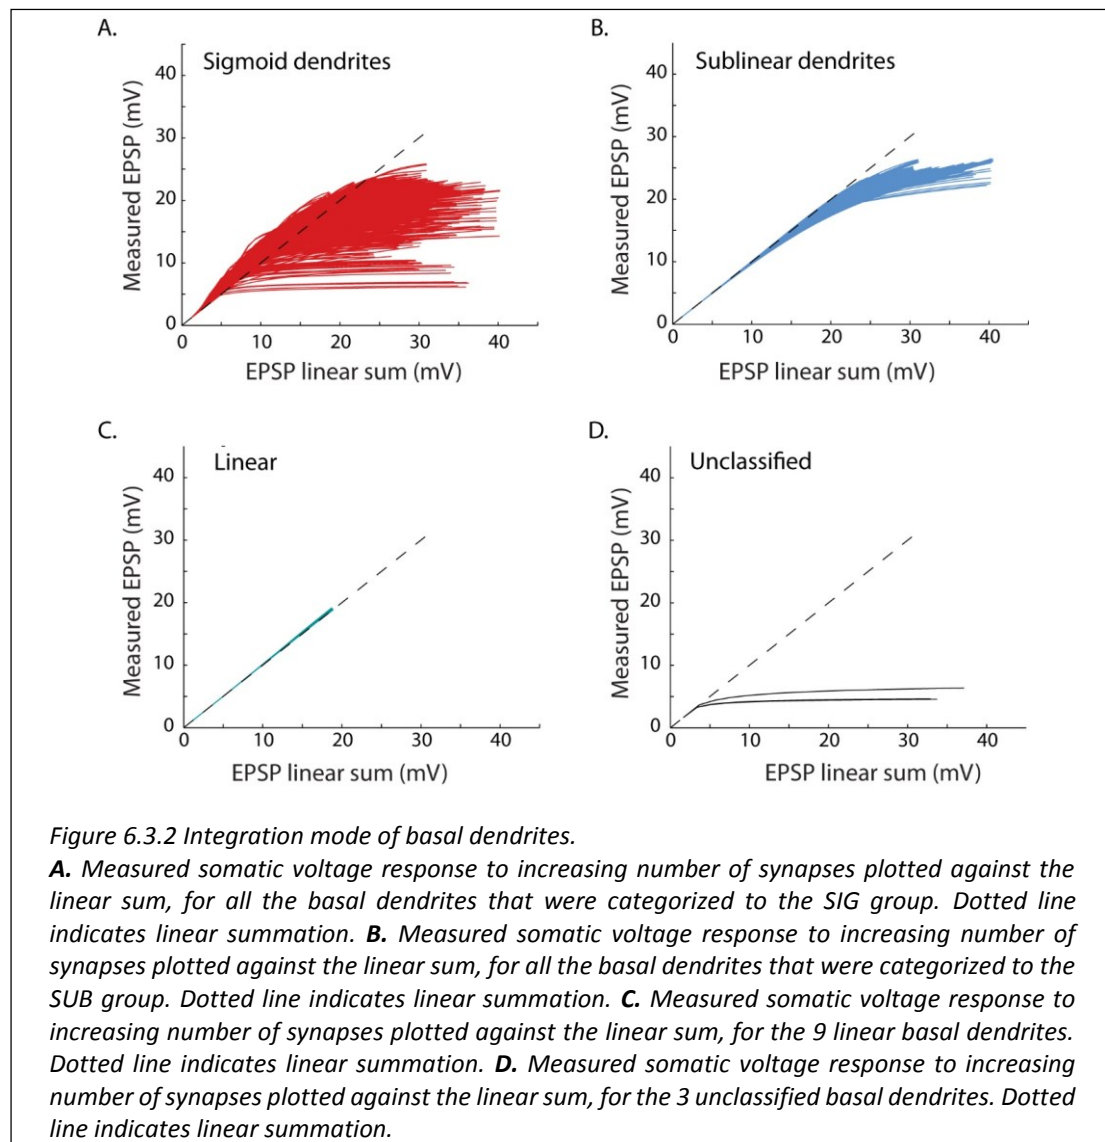 A.
Sigmoid dendrites
Measured EPSP (mV)
40
30
20
10
0
0 10 20 30 40
EPSP linear sum (mV)
B.
Sublinear dendrites
Measured EPSP (mV)
40
30
20
10
0
0 10 20 30 40
EPSP linear sum (mV)
C.
Linear
Measured EPSP (mV)
40
30
20
10
0
0 10 20 30 40
EPSP linear sum (mV)
D.
Unclassified
Measured EPSP (mV)
40
30
20
10
0
0 10 20 30 40
EPSP linear sum (mV)
Figure 6.3.2 Integration mode of basal dendrites.
A. Measured somatic voltage response to increasing number of synapses plotted against the
linear sum, for all the basal dendrites that were categorized to the SIG group. Dotted line
indicates linear summation. B. Measured somatic voltage response to increasing number of
synapses plotted against the linear sum, for all the basal dendrites that were categorized to the
SUB group. Dotted line indicates linear summation. C. Measured somatic voltage response to
increasing number of synapses plotted against the linear sum, for the 9 linear basal dendrites.
Dotted line indicates linear summation. D. Measured somatic voltage response to increasing
number of synapses plotted against the linear sum, for the 3 unclassified basal dendrites. Dotted
line indicates linear summation.